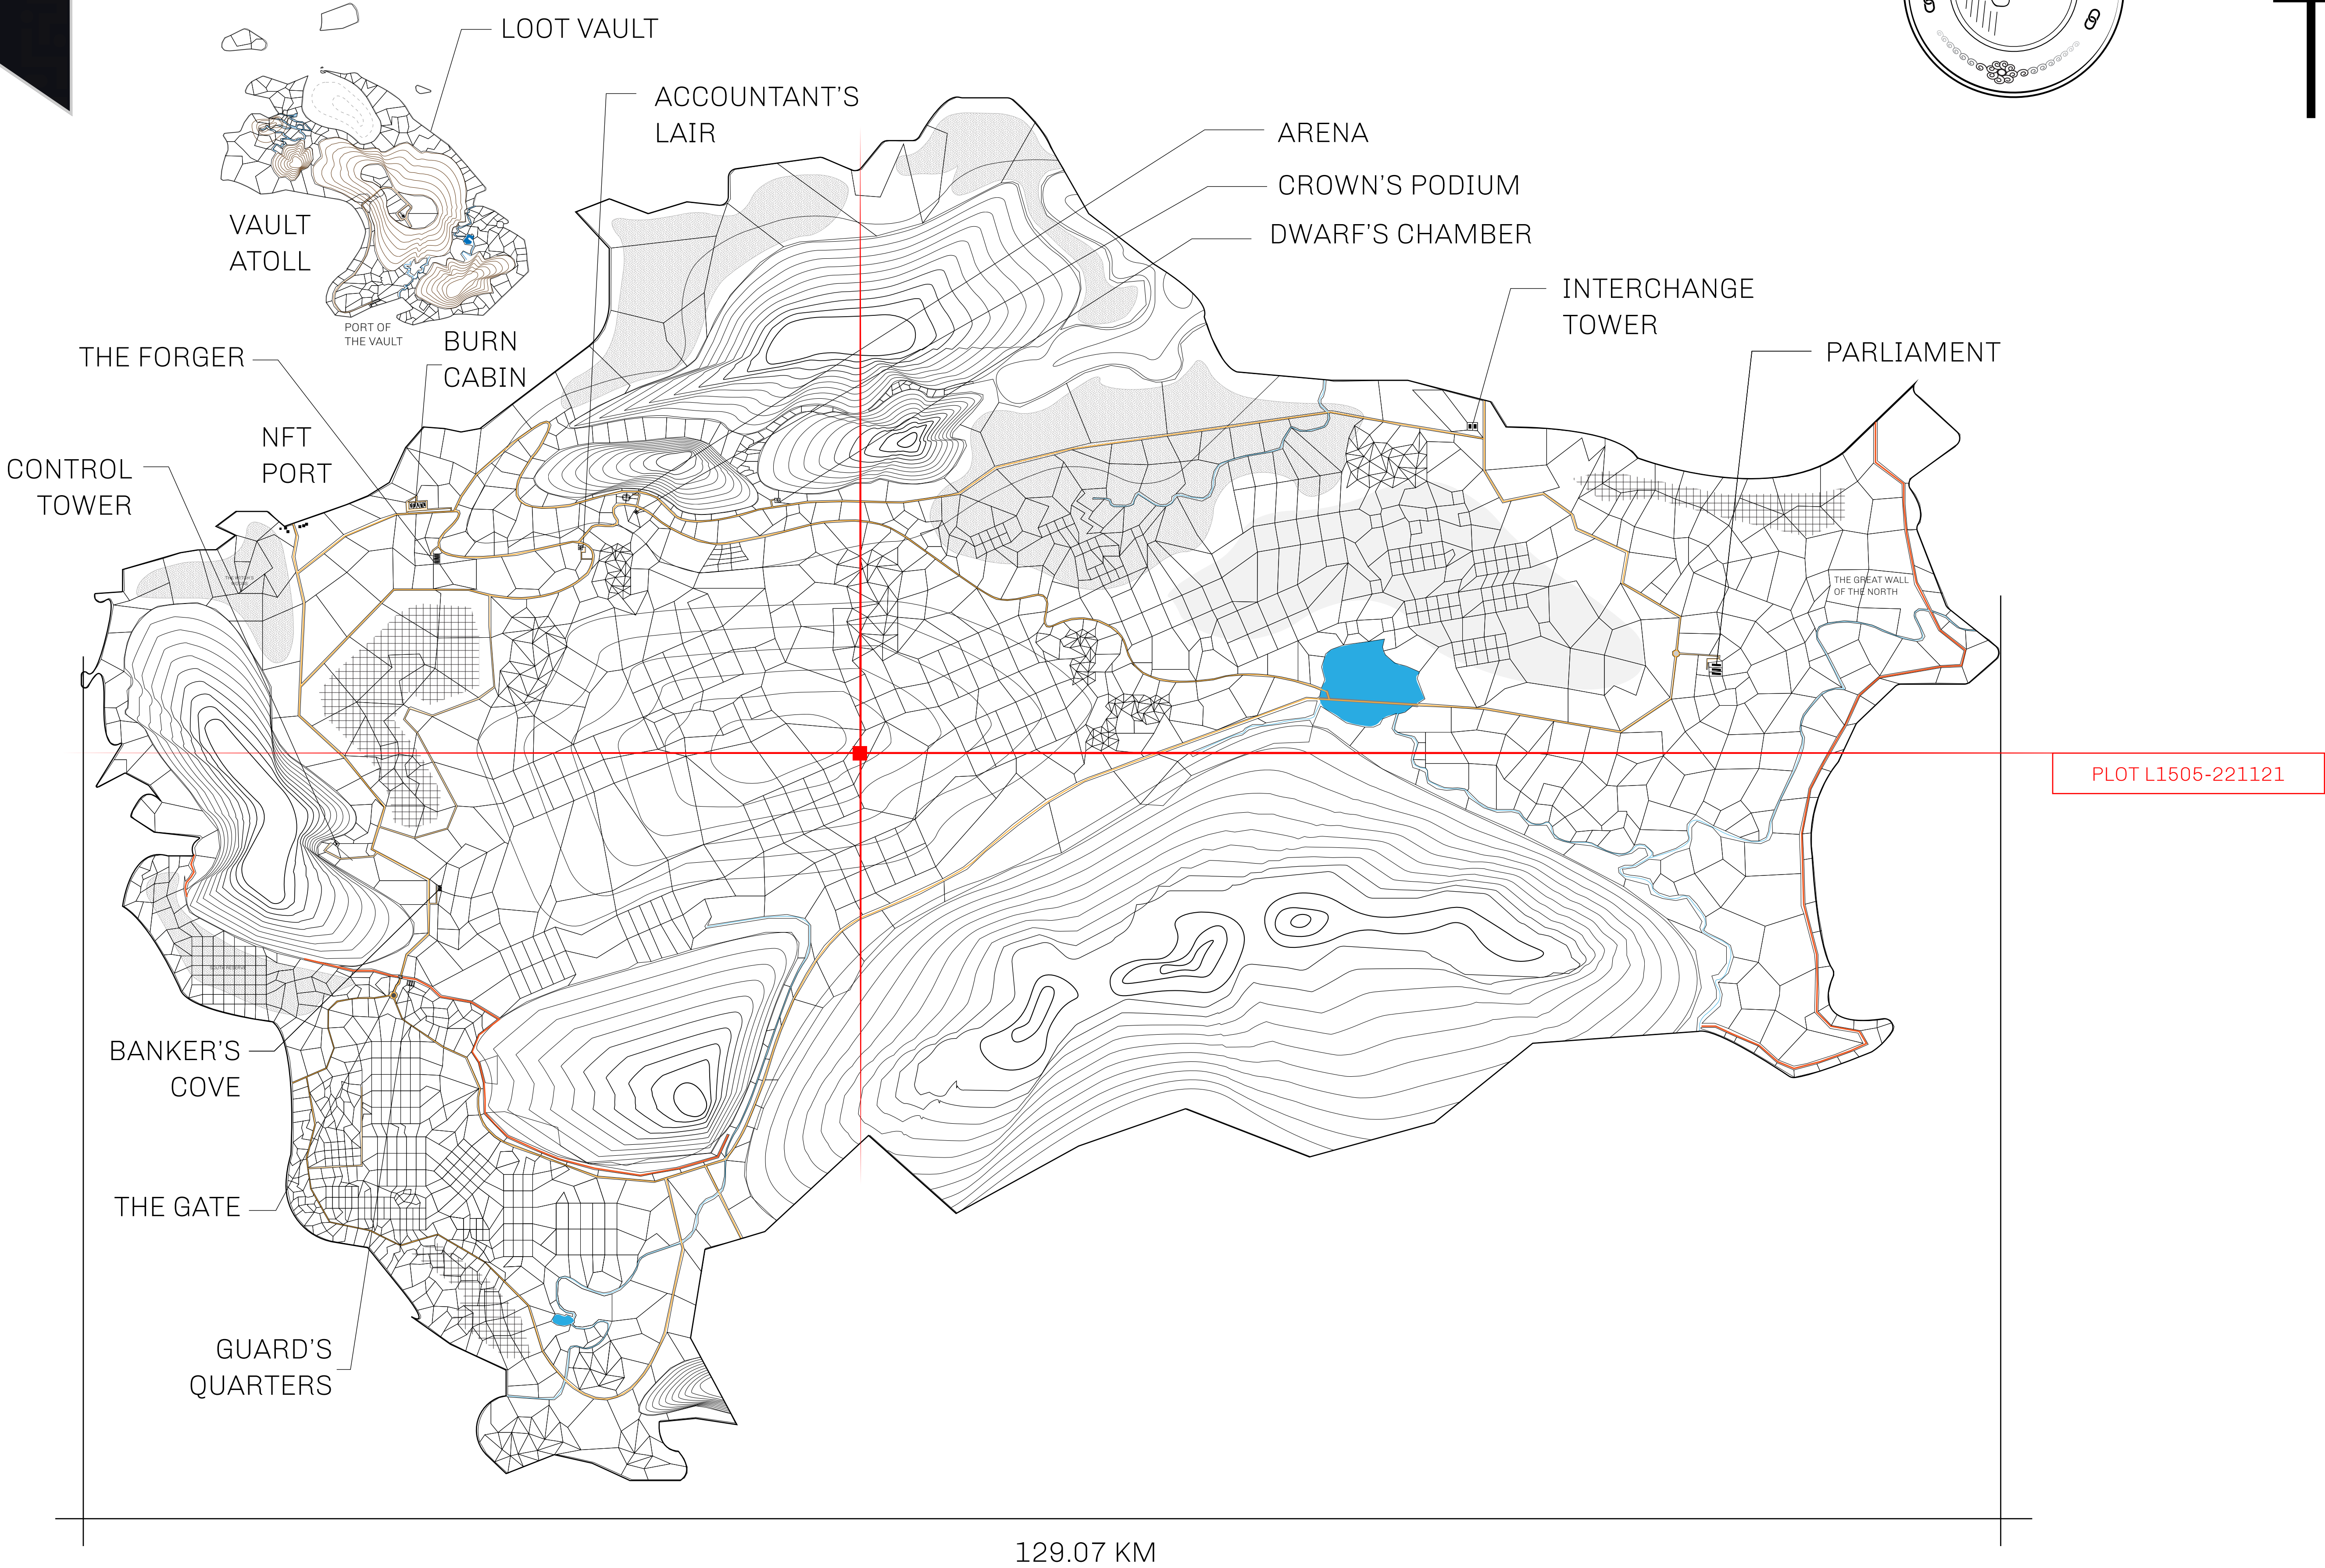 LOOT VAULT
ACCOUNTANT'S
LAIR
ARENA
CROWN'S PODIUM
DWARF'S CHAMBER
VAULT
ATOLL
INTERCHANGE
TOWER
PORT OF
THE VAULT
BURN
CABIN
THE FORGER
PARLIAMENT
NFT
PORT
CONTROL
TOWER
THE GREAT WALL
OF THE NORTH
PLOT L1505-221121
BANKER'S
COVE
THE GATE
GUARD'S
QUARTERS
129.07 KM